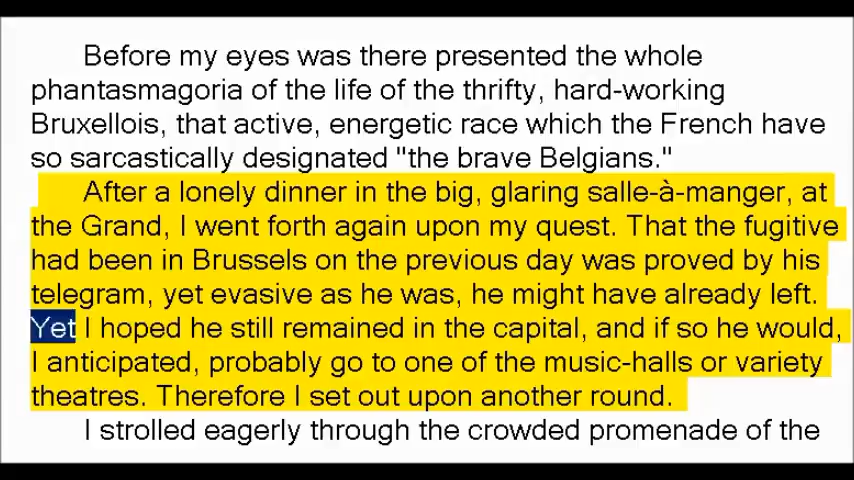 Before my eyes was there presented the whole
phantasmagoria of the life of the thrifty, hard-working
Bruxellois, that active, energetic race which the French have
so sarcastically designated "the brave Belgians."
After a lonely dinner in the big, glaring salle-à-manger, at
the Grand, I went forth again upon my quest. That the fugitive
had been in Brussels on the previous day was proved by his
telegram, yet evasive as he was, he might have already left.
Yet I hoped he still remained in the capital, and if so he would,
I anticipated, probably go to one of the music-halls or variety
theatres. Therefore I set out upon another round.
I strolled eagerly through the crowded promenade of the